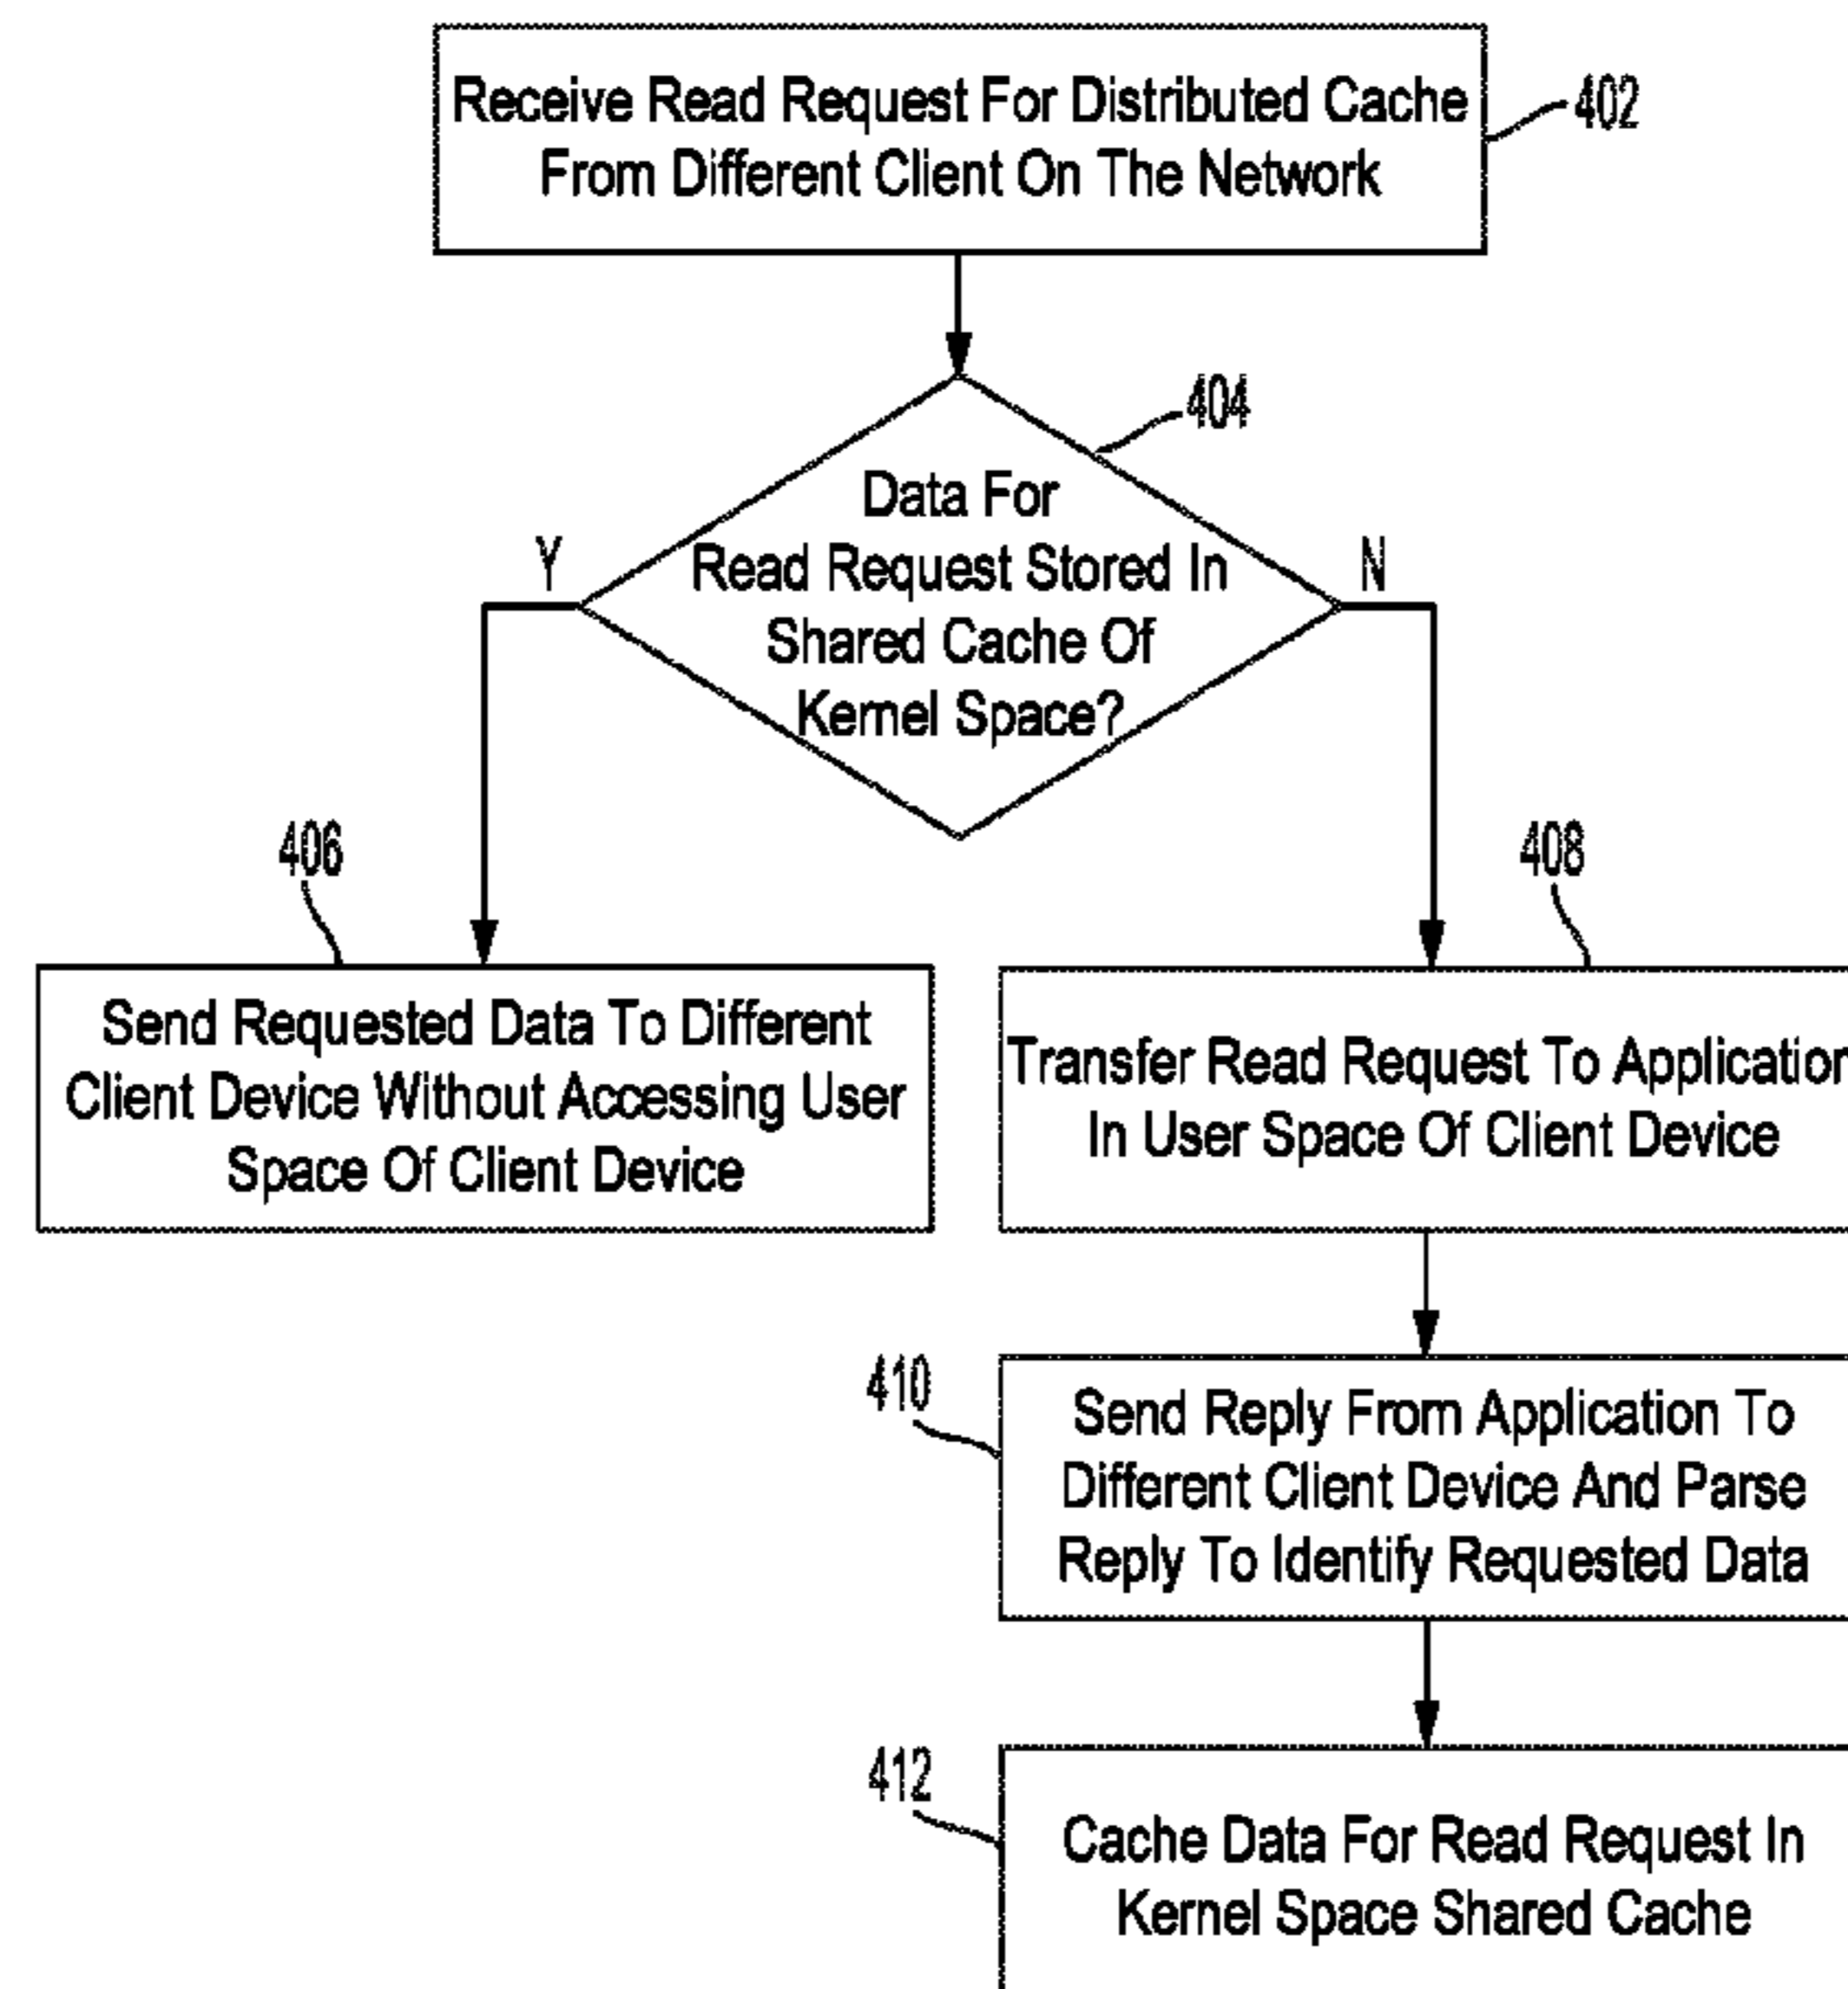 Receive Read Request For Distributed Cache
From Different Client On The Network
402
404
Data For
Read Request Stored In
Shared Cache Of
Kernel Space?
Y
N
406
Send Requested Data To Different
Client Device Without Accessing User
Space Of Client Device
408
Transfer Read Request To Application
In User Space Of Client Device
410
Send Reply From Application To
Different Client Device And Parse
Reply To Identify Requested Data
412
Cache Data For Read Request In
Kernel Space Shared Cache